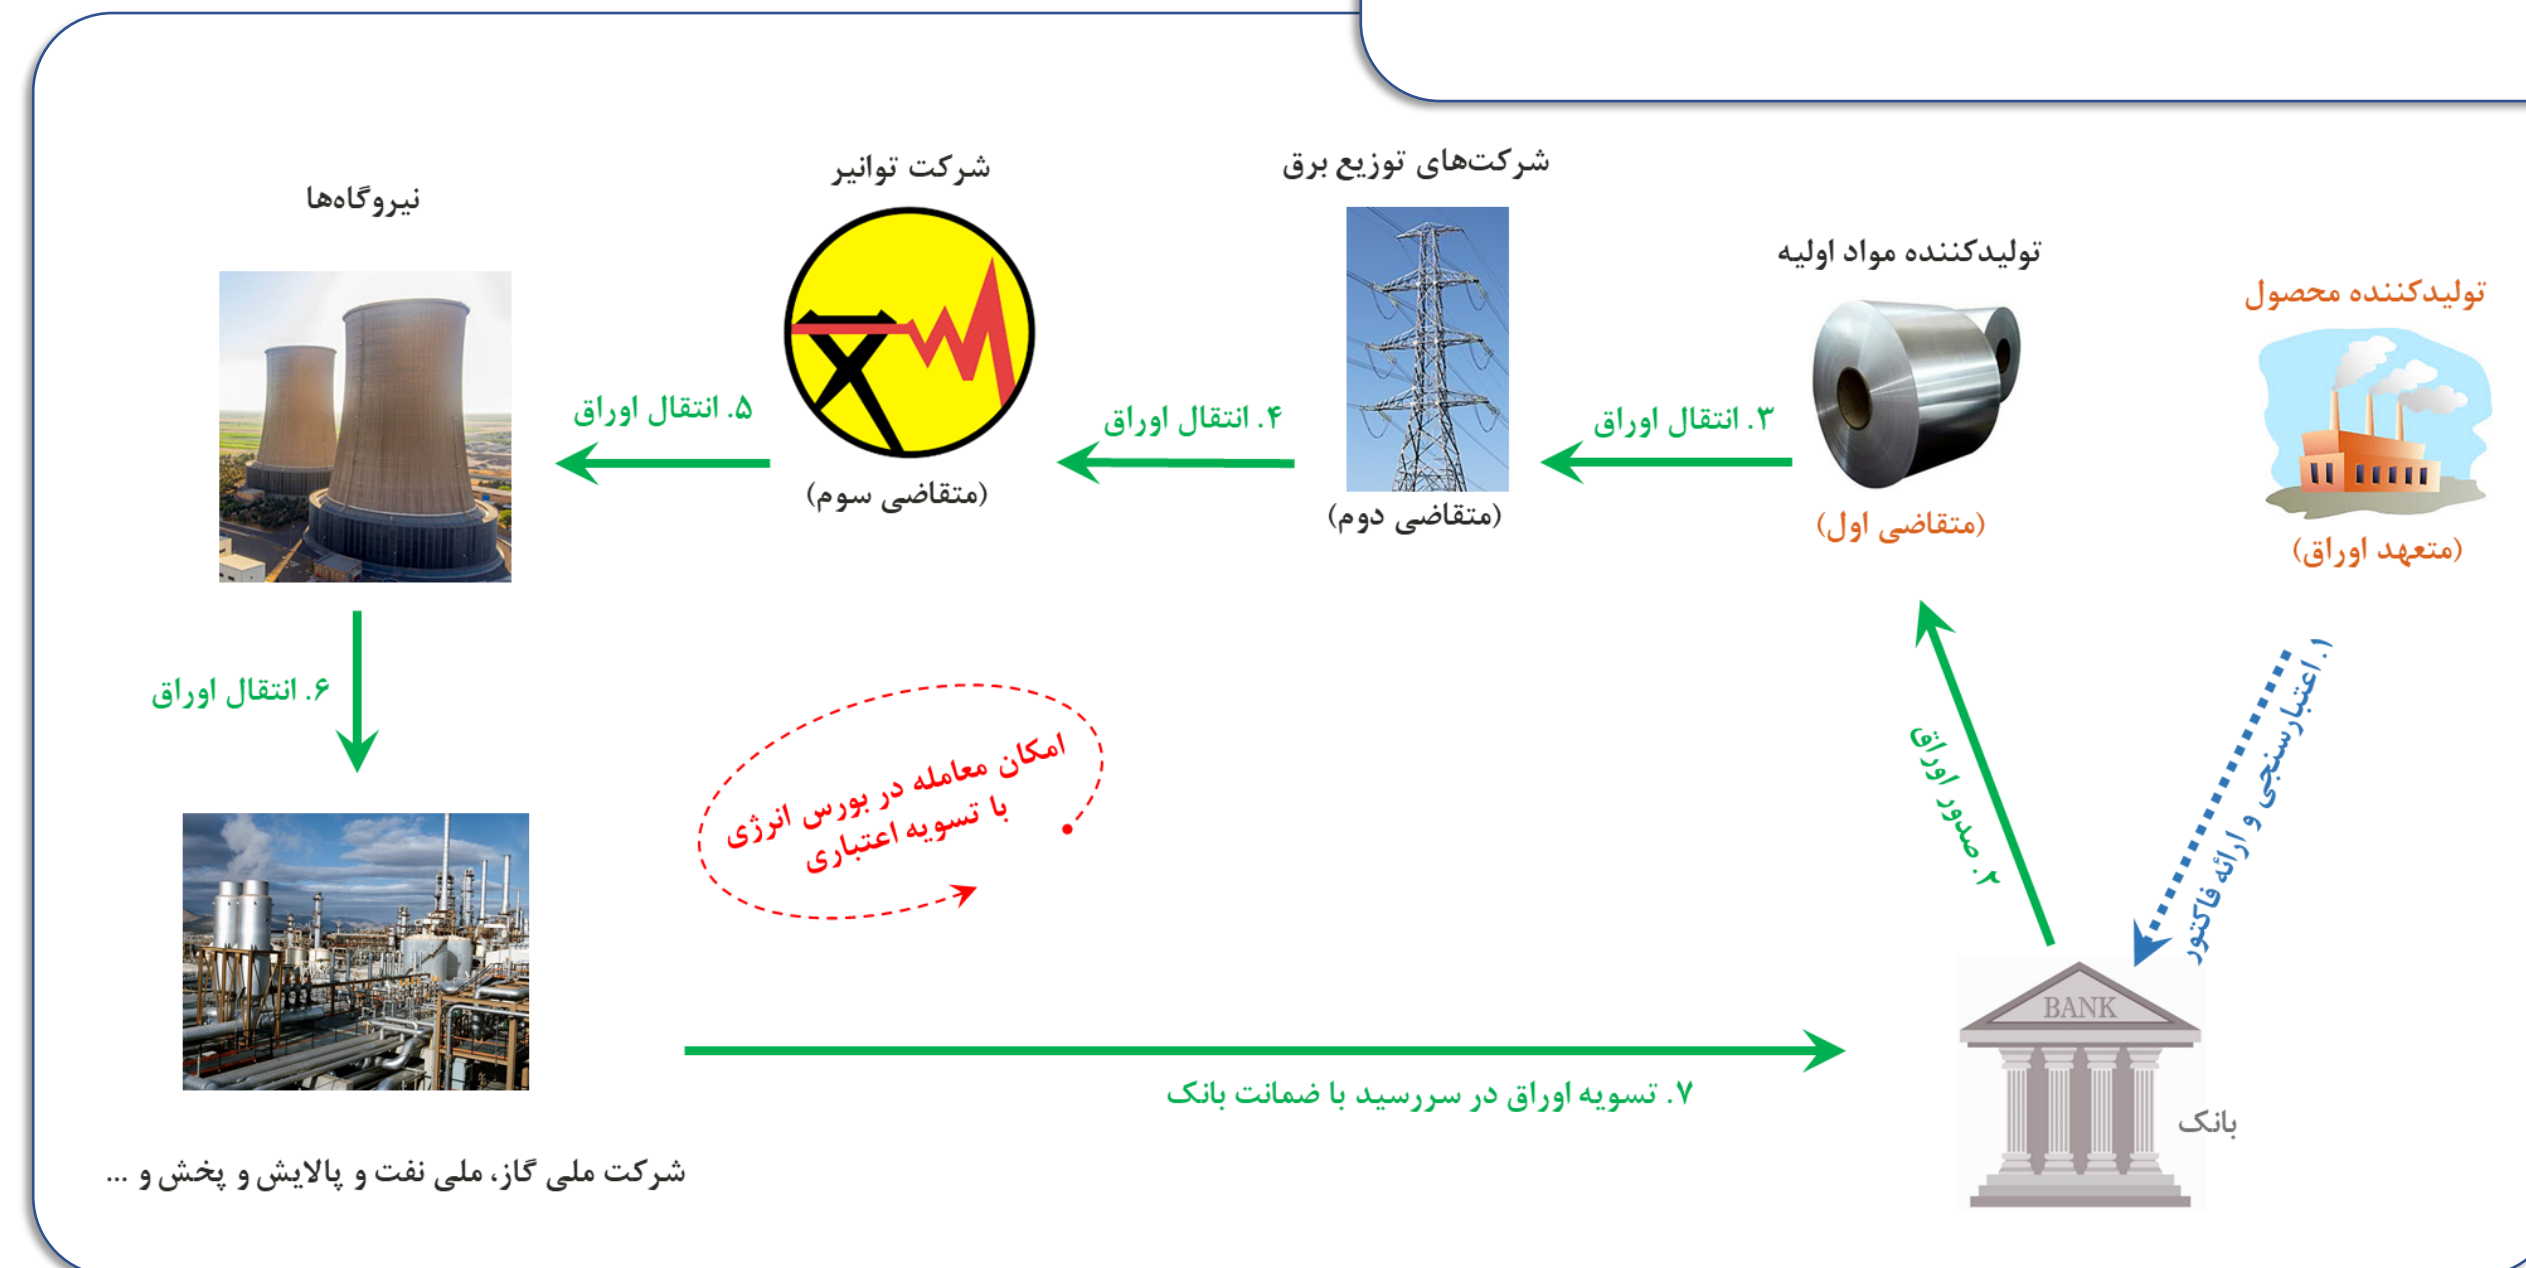 تولیدکننده محصول
(متعهد اوراق)
۱. اعتبارسنجی و ارائه فاکتور
BANK
بانک
۲. صدور اوراق
تولیدکننده مواد اولیه
(متقاضی اول)
۳. انتقال اوراق
شرکت‌های توزیع برق
(متقاضی دوم)
۴. انتقال اوراق
شرکت توانیر
(متقاضی سوم)
۵. انتقال اوراق
نیروگاه‌ها
۶. انتقال اوراق
شرکت ملی گاز، ملی نفت و پالایش و پخش و ...
۷. تسویه اوراق در سررسید با ضمانت بانک
امکان معامله در بورس انرژی
با تسویه اعتباری